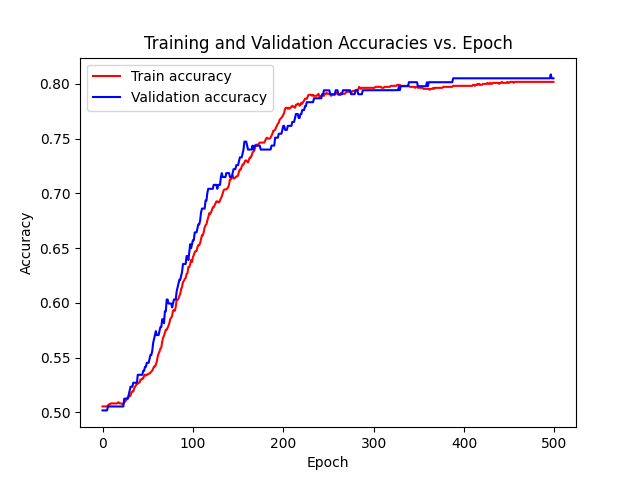 Training and Validation Accuracies vs. Epoch
Train accuracy
Validation accuracy
Accuracy
0.80
0.75
0.70
0.65
0.60
0.55
0.50
0
100
200
300
400
500
Epoch